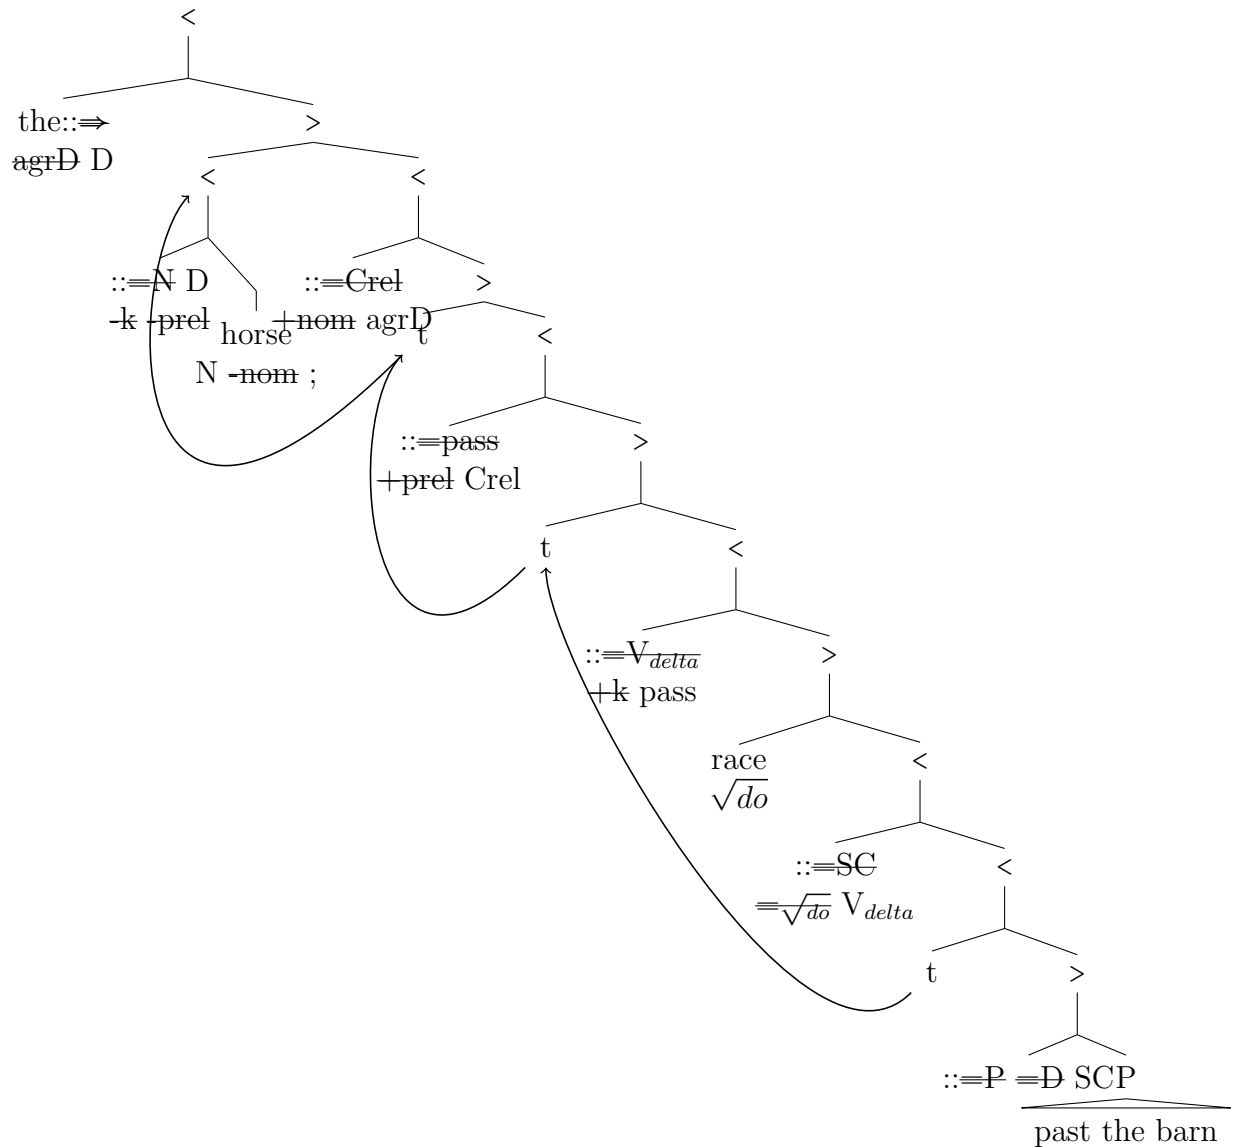 <
the::⇒
>
agrD D
< <
::=N D ::=Crel >
-k -prel +nom agrD
horse t <
N -nom ;
::=pass >
+prel Crel
t <
::=V_delta >
+k pass
race <
√do
::=SC <
=√do V_delta
t >
::=P =D SCP
past the barn